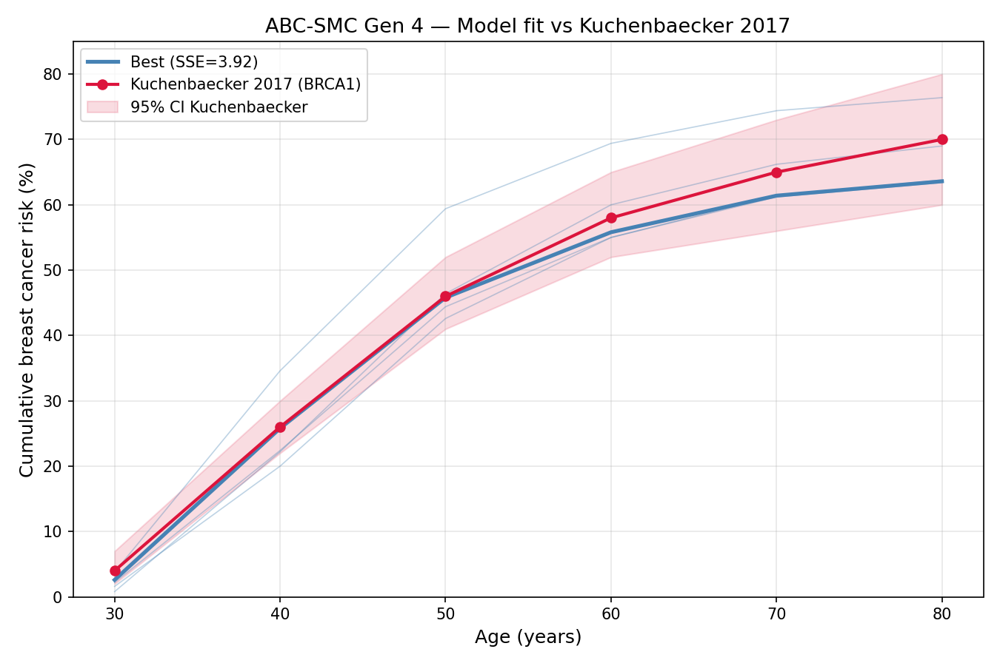 ABC-SMC Gen 4 — Model fit vs Kuchenbaecker 2017
Best (SSE=3.92)
Kuchenbaecker 2017 (BRCA1)
95% CI Kuchenbaecker
Cumulative breast cancer risk (%)
80
70
60
50
40
30
20
10
0
30 40 50 60 70 80
Age (years)